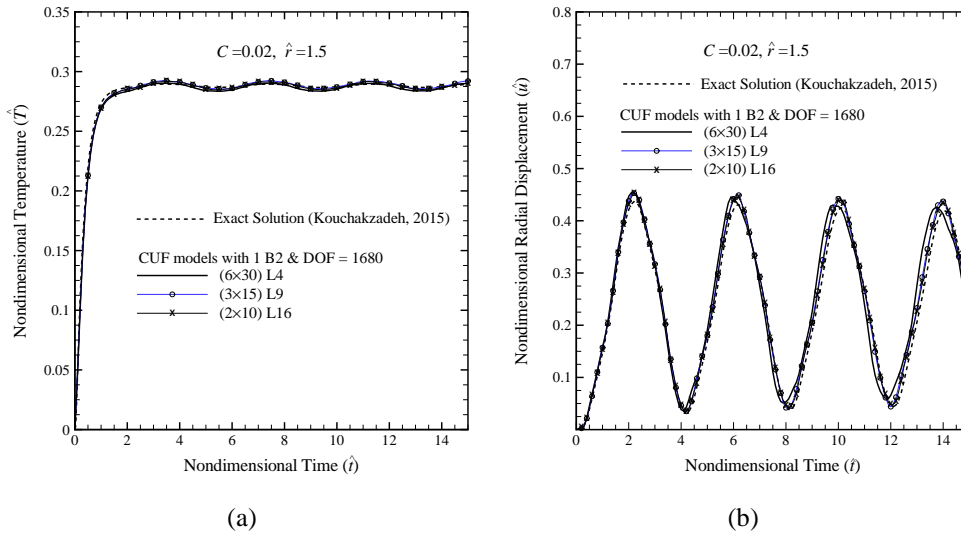 0.35
0.3
0.25
0.2
0.15
0.1
0.05
0
0 2 4 6 8 10 12 14
Nondimensional Temperature (T̂)
C =0.02, r̂ =1.5
Exact Solution (Kouchakzadeh, 2015)
CUF models with 1 B2 & DOF = 1680
(6×30) L4
(3×15) L9
(2×10) L16
Nondimensional Time (t̂)
(a)
0.8
0.7
0.6
0.5
0.4
0.3
0.2
0.1
0
0 2 4 6 8 10 12 14
Nondimensional Radial Displacement (û)
C =0.02, r̂ =1.5
Exact Solution (Kouchakzadeh, 2015)
CUF models with 1 B2 & DOF = 1680
(6×30) L4
(3×15) L9
(2×10) L16
Nondimensional Time (t̂)
(b)